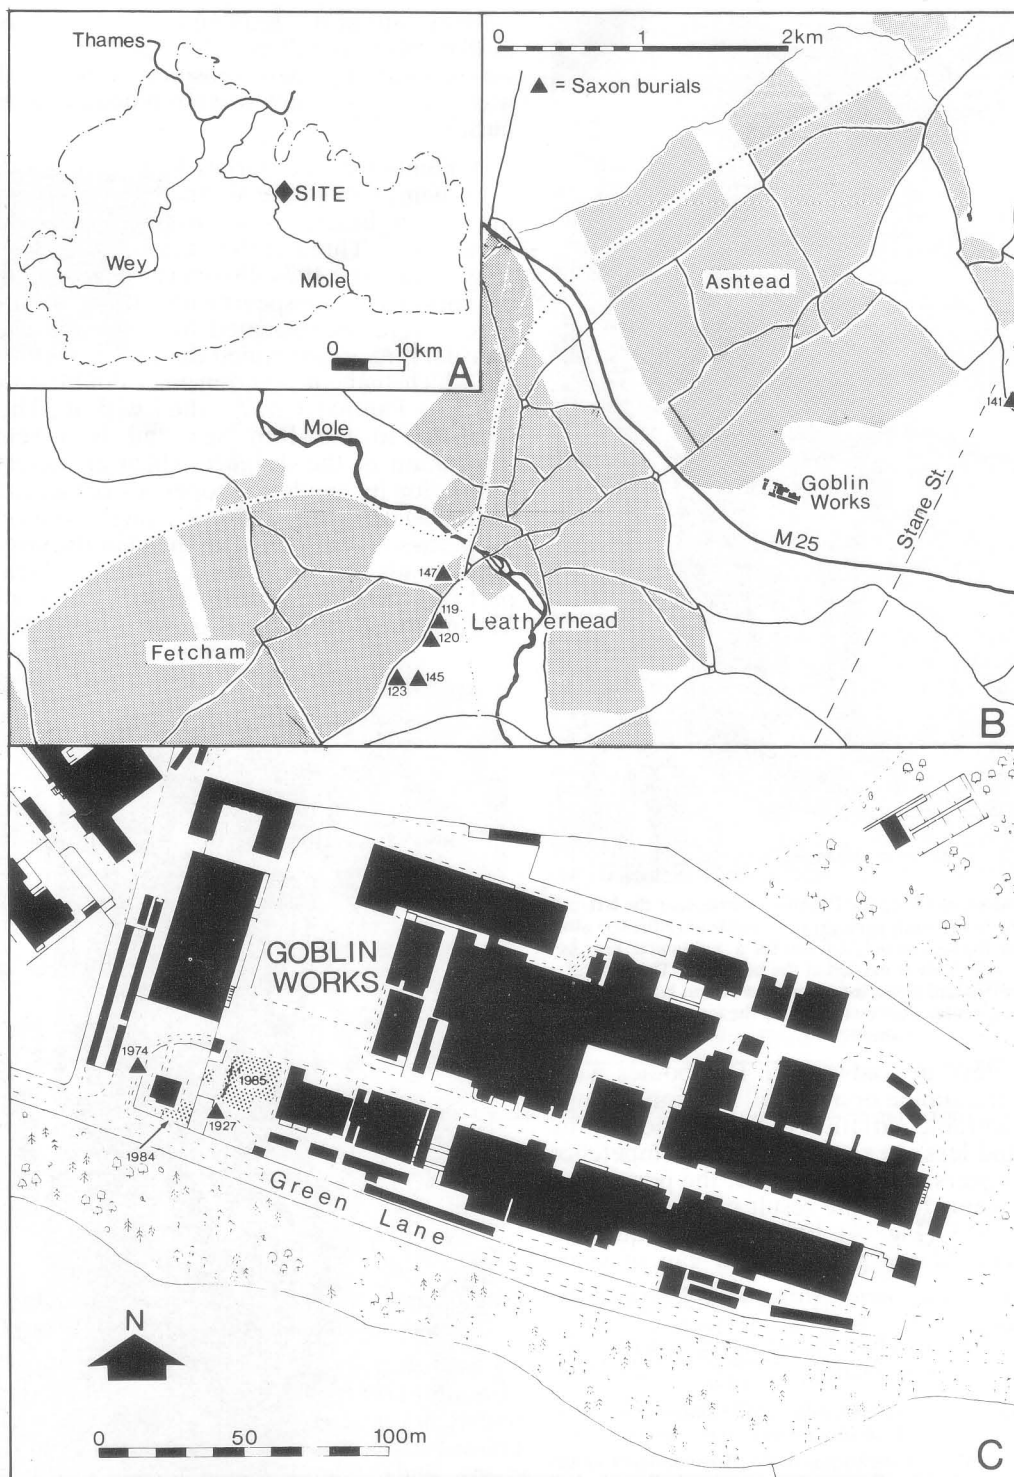 Thames
SITE
Wey
Mole
0 10km
A
0 1 2km
▲ = Saxon burials
Ashtead
141
Mole
Goblin
Works
Stane St.
M25
147
119
Leatherhead
120
Fetcham
123
145
B
GOBLIN
WORKS
1974
1985
1927
1984
Green Lane
N
0 50 100m
C